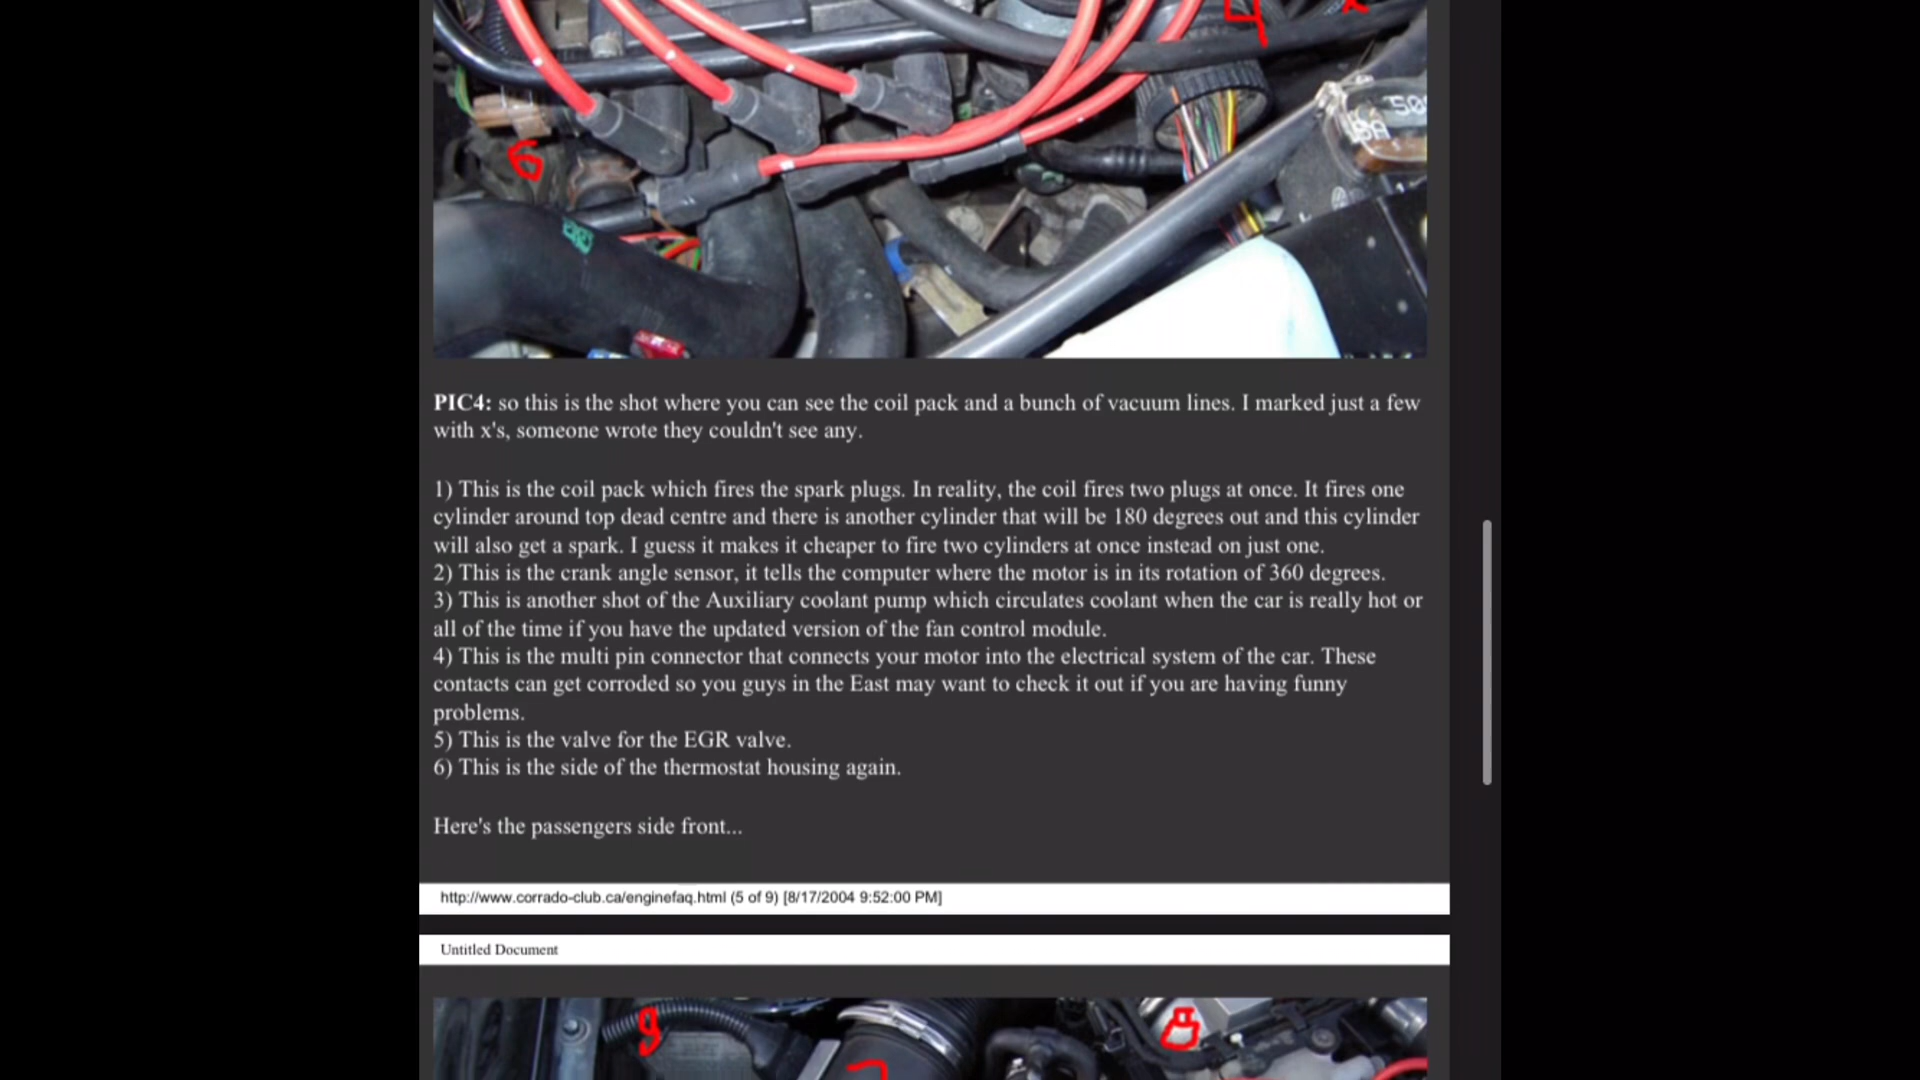 4
x
50
8A
6
PIC4: so this is the shot where you can see the coil pack and a bunch of vacuum lines. I marked just a few
with x's, someone wrote they couldn't see any.
1) This is the coil pack which fires the spark plugs. In reality, the coil fires two plugs at once. It fires one
cylinder around top dead centre and there is another cylinder that will be 180 degrees out and this cylinder
will also get a spark. I guess it makes it cheaper to fire two cylinders at once instead on just one.
2) This is the crank angle sensor, it tells the computer where the motor is in its rotation of 360 degrees.
3) This is another shot of the Auxiliary coolant pump which circulates coolant when the car is really hot or
all of the time if you have the updated version of the fan control module.
4) This is the multi pin connector that connects your motor into the electrical system of the car. These
contacts can get corroded so you guys in the East may want to check it out if you are having funny
problems.
5) This is the valve for the EGR valve.
6) This is the side of the thermostat housing again.
Here's the passengers side front...
http://www.corrado-club.ca/enginefaq.html (5 of 9) [8/17/2004 9:52:00 PM]
Untitled Document
9
8
7